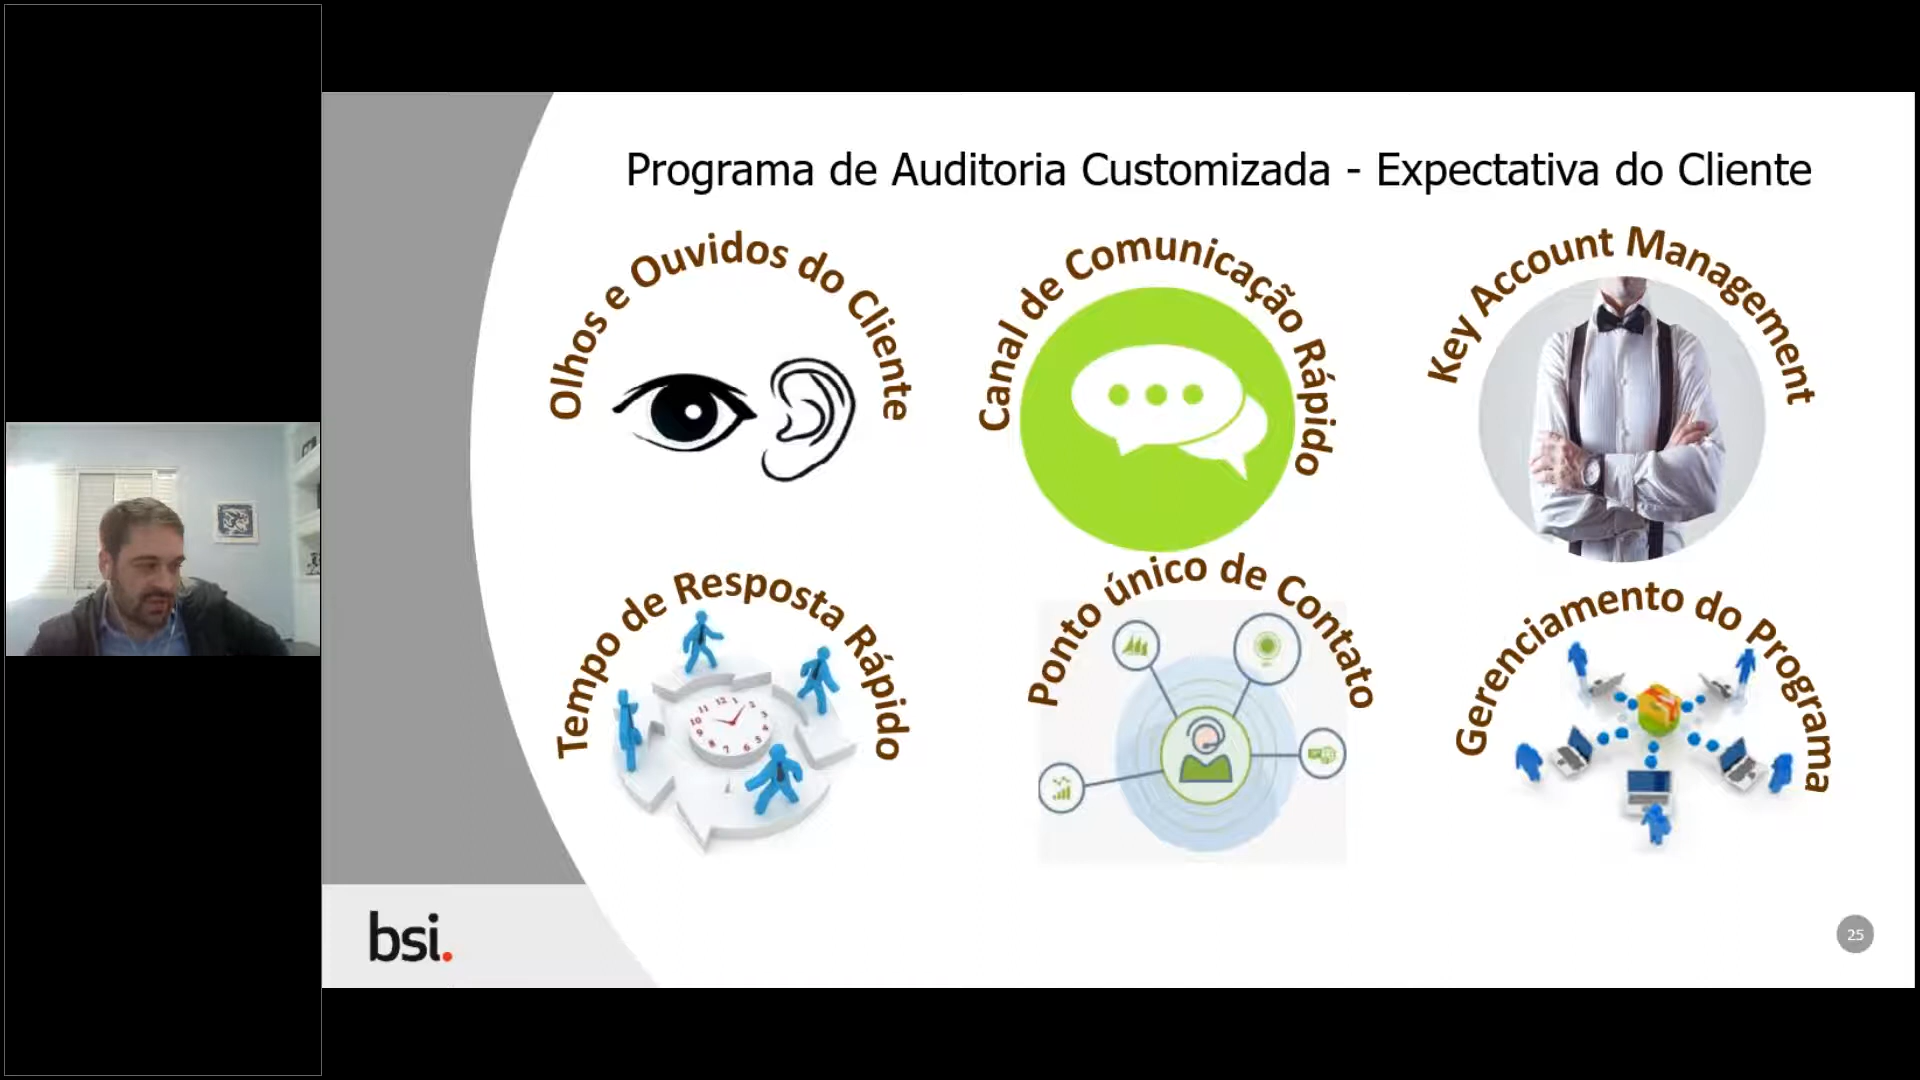 Programa de Auditoria Customizada - Expectativa do Cliente
Olhos e Ouvidos do Cliente
Canal de Comunicação Rápido
Key Account Management
Tempo de Resposta Rápido
Ponto único de Contato
Gerenciamento do Programa
bsi.
25